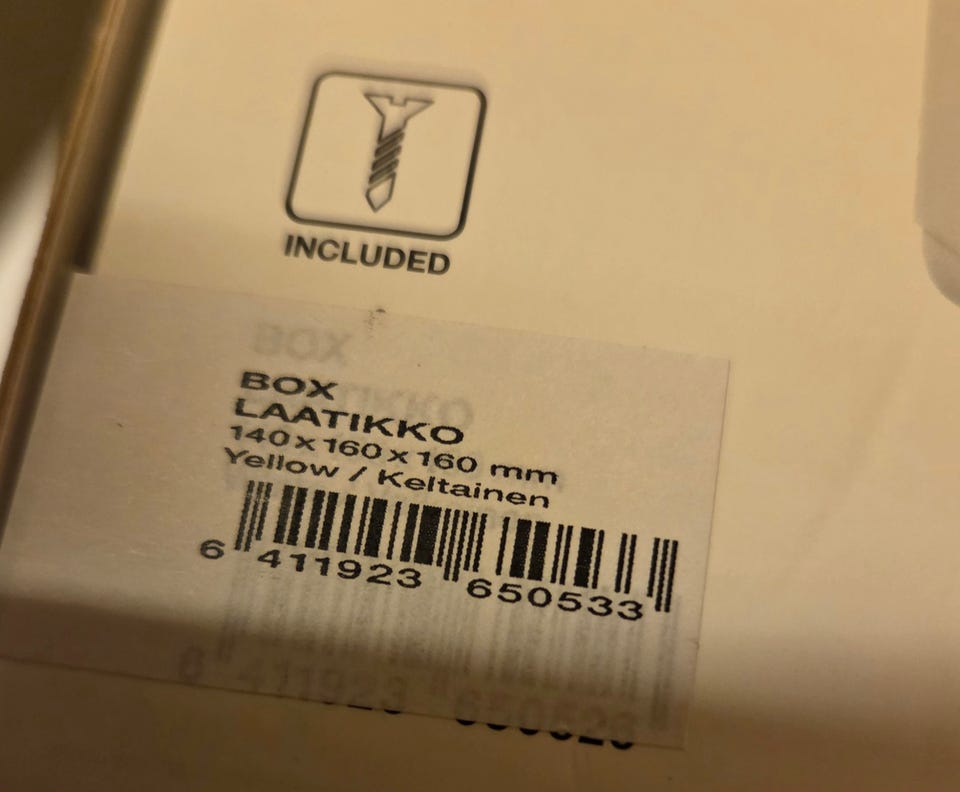 INCLUDED
BOX
LAATIKKO
140 x 160 x 160 mm
Yellow / Keltainen
6 411923 650533